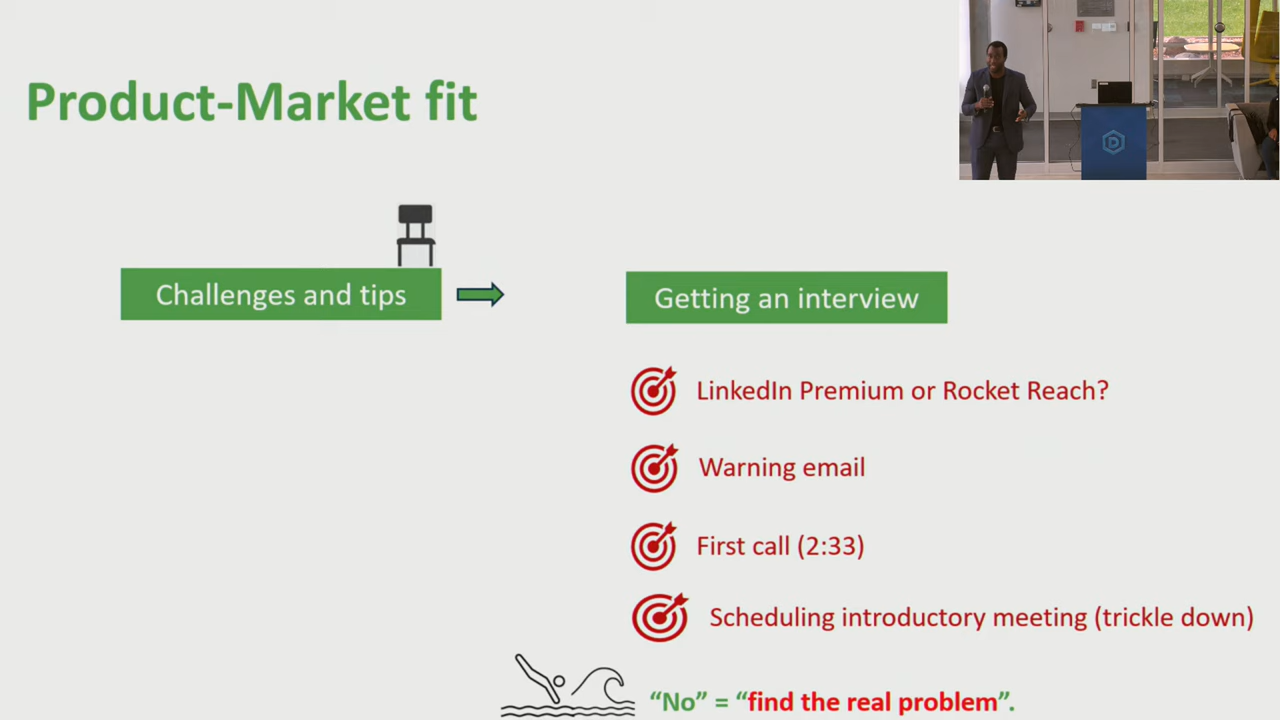 Product-Market fit
Challenges and tips
Getting an interview
LinkedIn Premium or Rocket Reach?
Warning email
First call (2:33)
Scheduling introductory meeting (trickle down)
“No” = “find the real problem”.